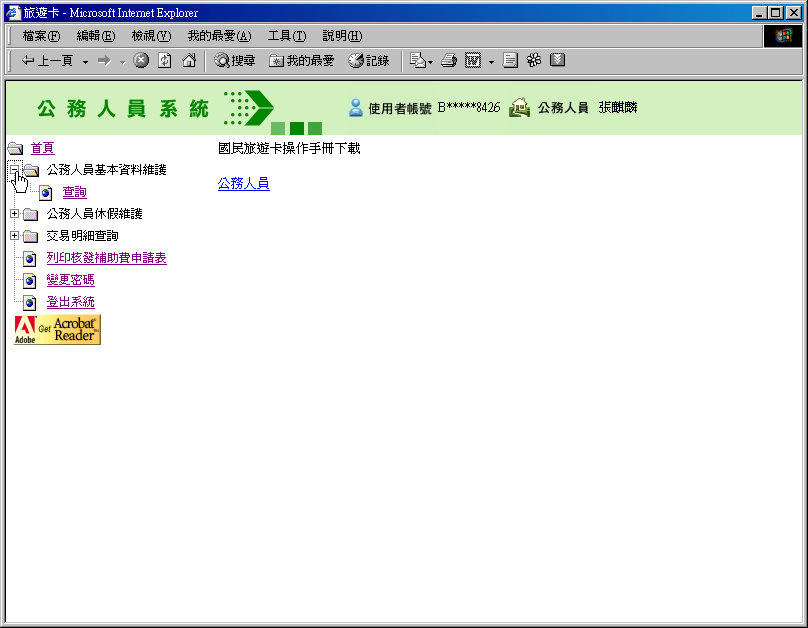 旅遊卡 - Microsoft Internet Explorer
檔案(F) 編輯(E) 檢視(V) 我的最愛(A) 工具(T) 說明(H)
上一頁 搜尋 我的最愛 記錄
公務人員系統 使用者帳號 B*****8426 公務人員 張麒麟
首頁
國民旅遊卡操作手冊下載
公務人員基本資料維護
公務人員
查詢
公務人員休假維護
交易明細查詢
列印核發補助費申請表
變更密碼
登出系統
Adobe Get Acrobat Reader